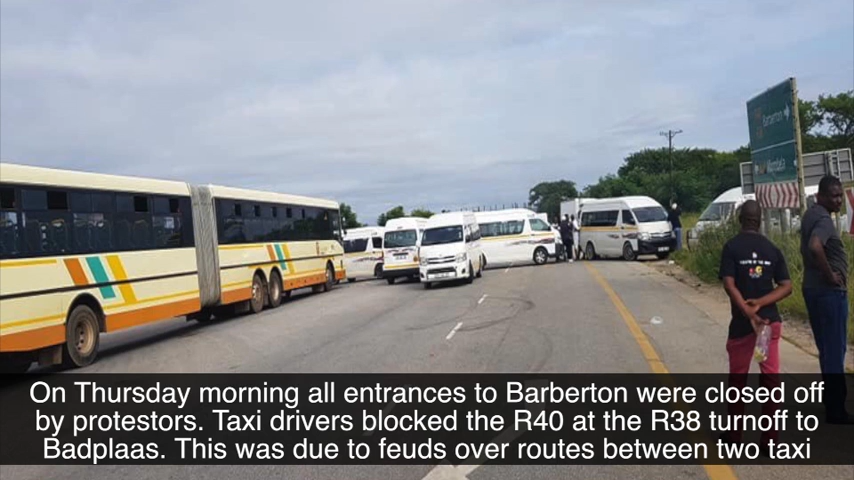 Barberton
On Thursday morning all entrances to Barberton were closed off
by protestors. Taxi drivers blocked the R40 at the R38 turnoff to
Badplaas. This was due to feuds over routes between two taxi